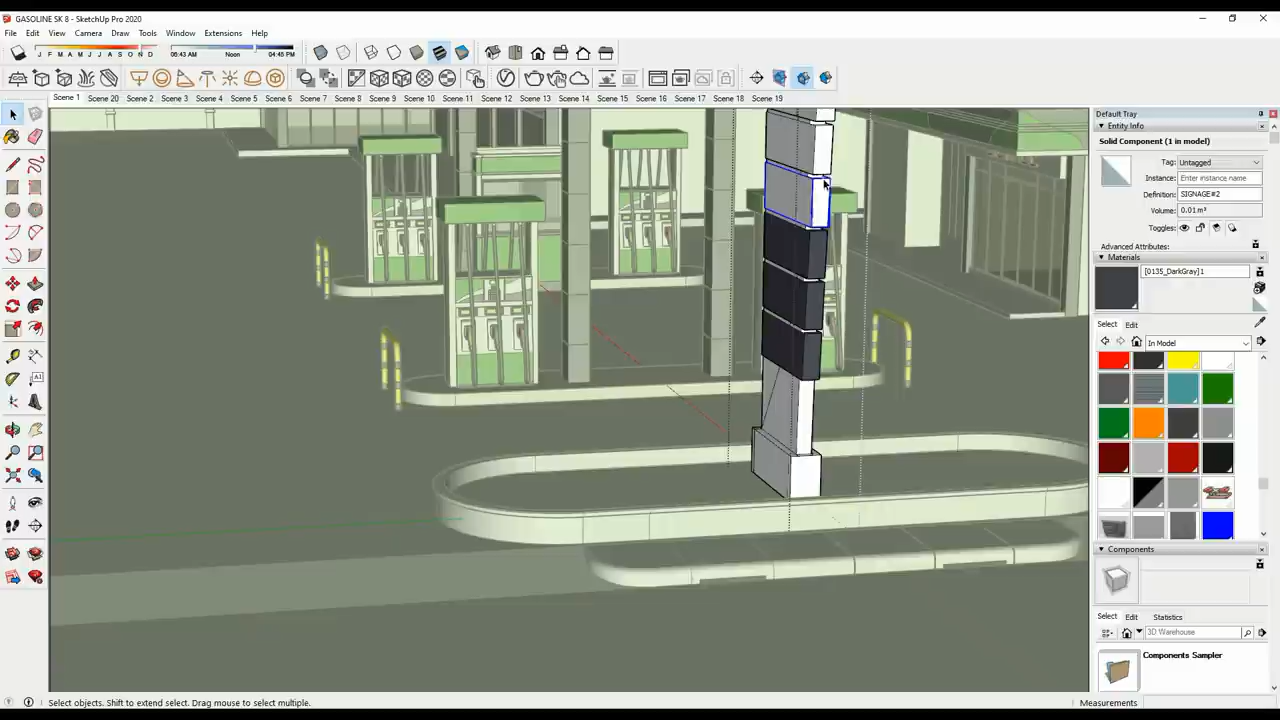 GASOLINE SK 8 - SketchUp Pro 2020
File Edit View Camera Draw Tools Window Extensions Help
J F M A M J J A S O N D 06:43 AM Noon 04:45 PM
Scene 1 Scene 20 Scene 2 Scene 3 Scene 4 Scene 5 Scene 6 Scene 7 Scene 8 Scene 9 Scene 10 Scene 11 Scene 12 Scene 13 Scene 14 Scene 15 Scene 16 Scene 17 Scene 18 Scene 19
Default Tray
Entity Info
Solid Component (1 in model)
Tag: Untagged
Instance: Enter instance name
Definition: SIGNAGE#2
Volume: 0.01 m³
Toggles:
Advanced Attributes:
Materials
[0135_DarkGray]1
Select Edit
In Model
Components
Select Edit Statistics
3D Warehouse
Components Sampler
Select objects. Shift to extend select. Drag mouse to select multiple.
Measurements